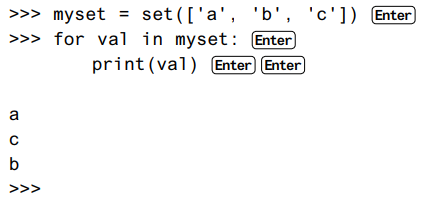 >>> myset = set(['a', 'b', 'c']) Enter
>>> for val in myset: Enter
        print(val) Enter Enter

a
c
b
>>>